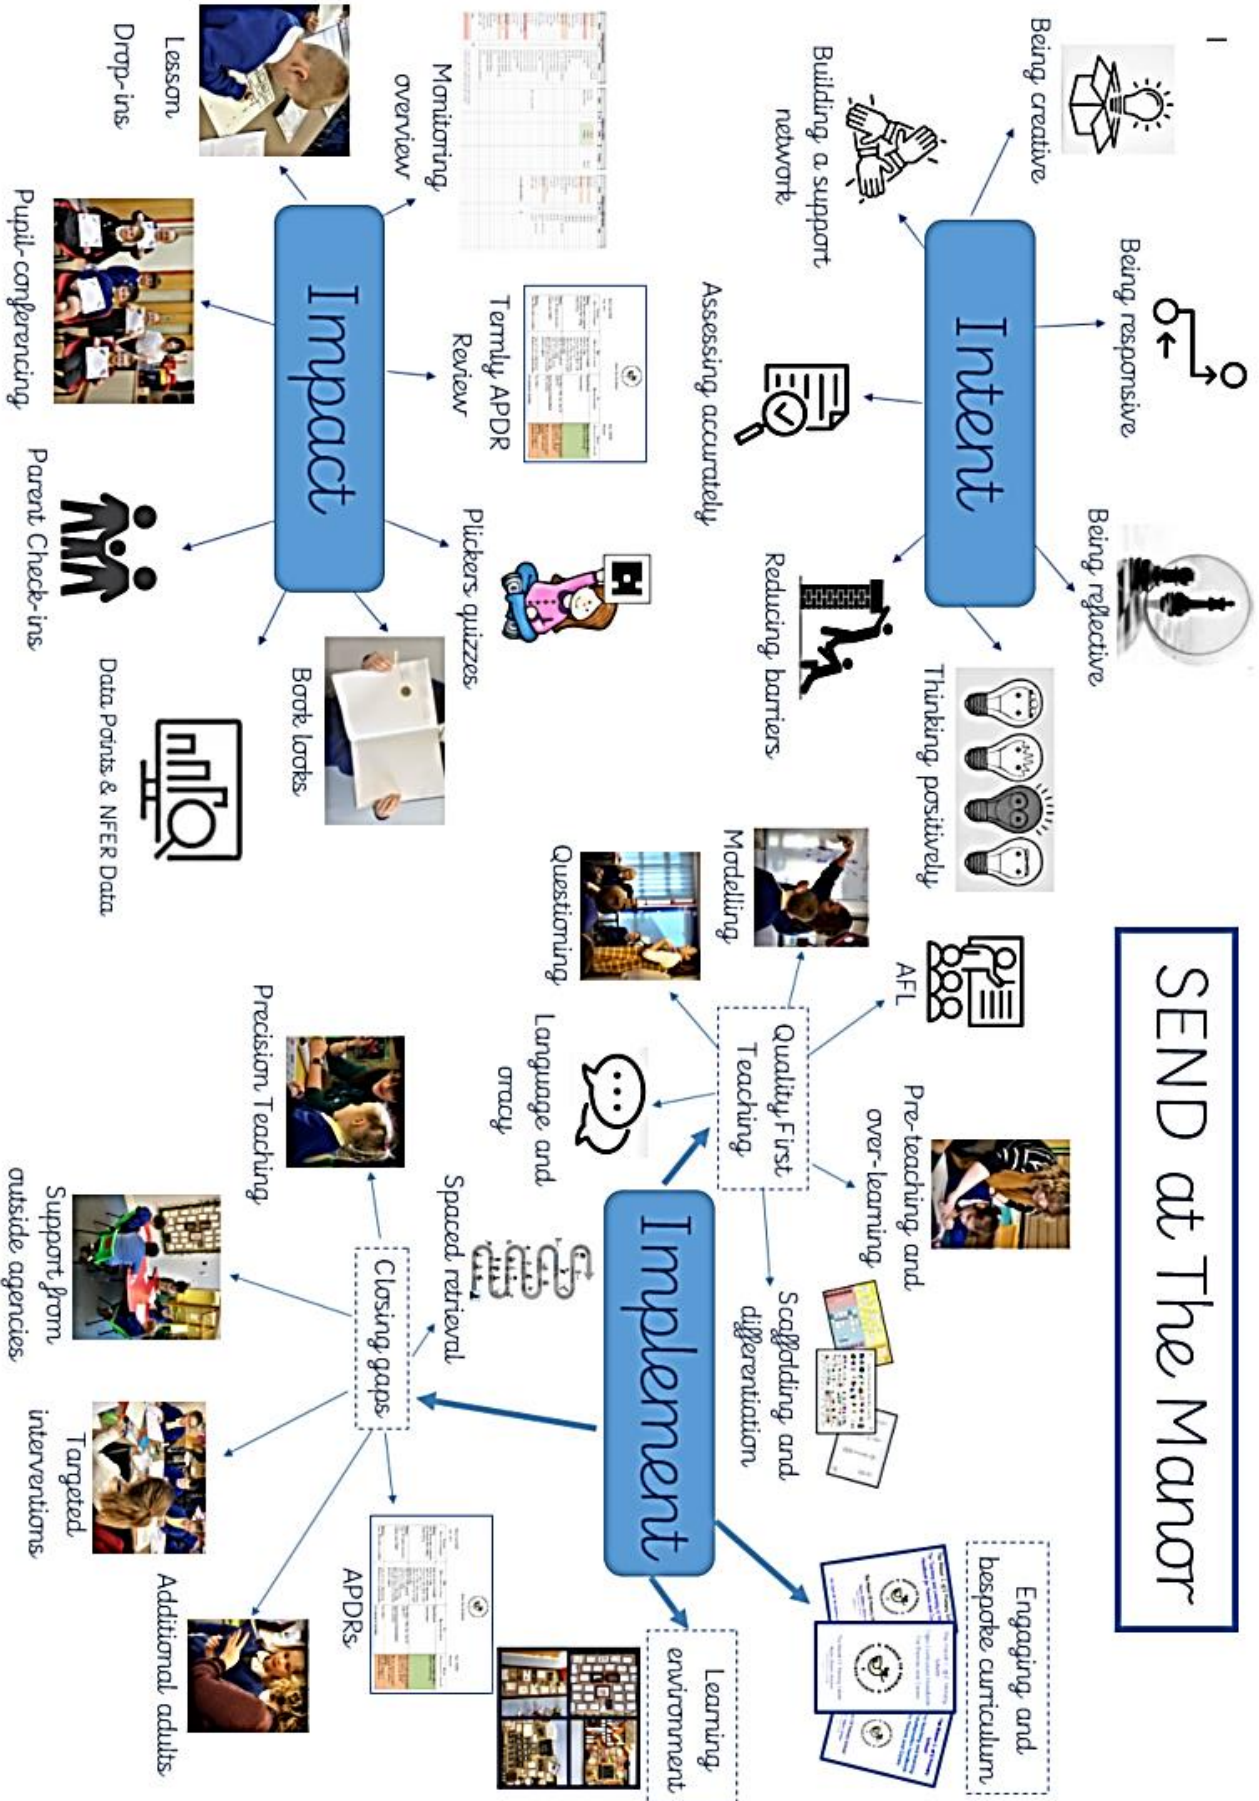 SEND at The Manor
Intent
Being creative
Being responsive
Being reflective
Building a support
network
Assessing accurately
Reducing barriers
Thinking positively
Implement
Quality First
Teaching
Modelling
AFL
Pre-teaching and
over-learning
Questioning
Language and
oracy
Scaffolding and
differentiation
Engaging and
bespoke curriculum
Learning
environment
Closing gaps
Precision Teaching
Spaced retrieval
Support from
outside agencies
Targeted
interventions
Additional adults
APDRs
Impact
Monitoring
overview
Termly APDR
Review
Plickers quizzes
Lesson
Drop-ins
Pupil-conferencing
Parent Check-ins
Book looks
Data Points & NFER Data